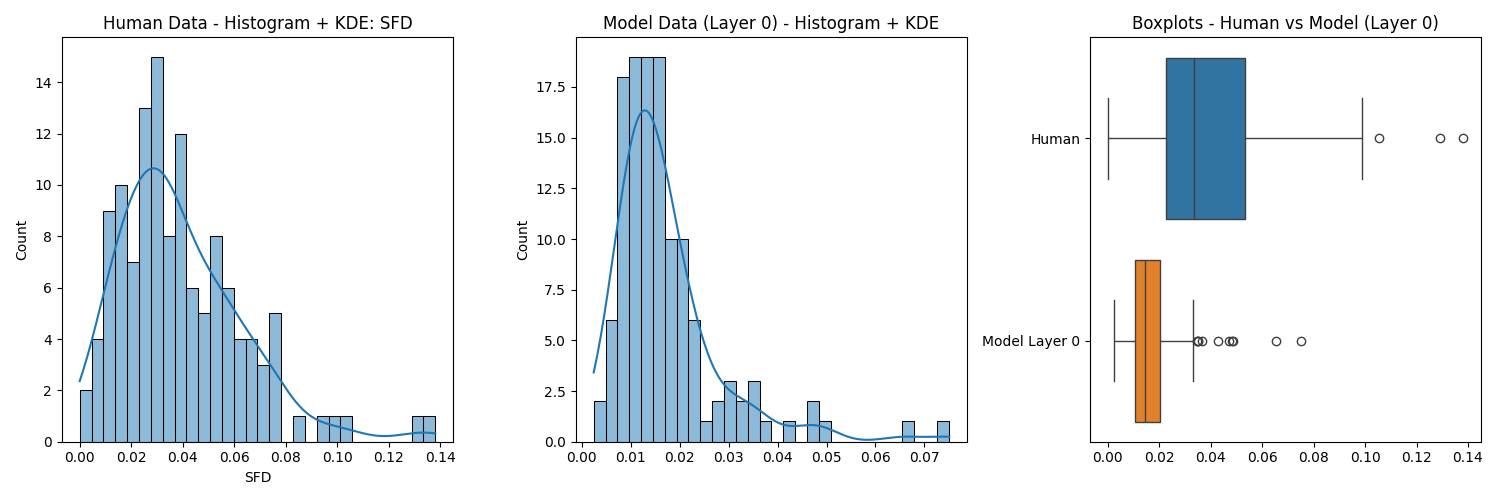 Human Data - Histogram + KDE: SFD
14
12
10
8
6
4
2
0
Count
0.00 0.02 0.04 0.06 0.08 0.10 0.12 0.14
SFD
Model Data (Layer 0) - Histogram + KDE
17.5
15.0
12.5
10.0
7.5
5.0
2.5
0.0
Count
0.00 0.01 0.02 0.03 0.04 0.05 0.06 0.07
Boxplots - Human vs Model (Layer 0)
Human
Model Layer 0
0.00 0.02 0.04 0.06 0.08 0.10 0.12 0.14